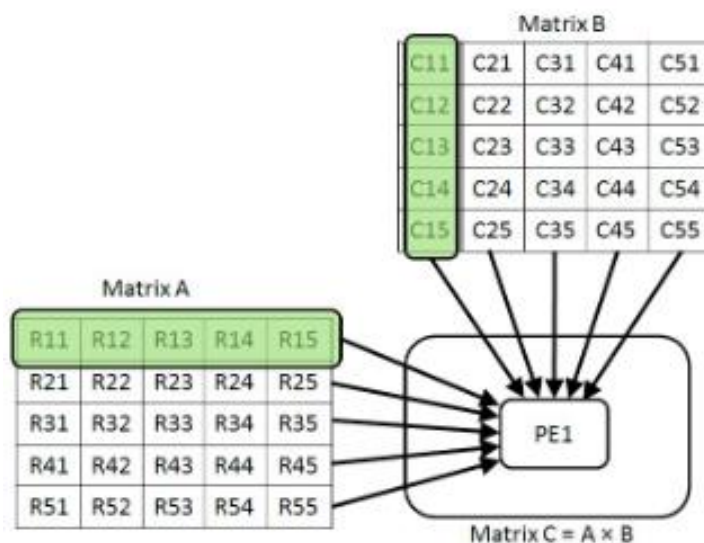 Matrix B
C11 C21 C31 C41 C51
C12 C22 C32 C42 C52
C13 C23 C33 C43 C53
C14 C24 C34 C44 C54
C15 C25 C35 C45 C55
Matrix A
R11 R12 R13 R14 R15
R21 R22 R23 R24 R25
R31 R32 R33 R34 R35
R41 R42 R43 R44 R45
R51 R52 R53 R54 R55
PE1
Matrix C = A × B